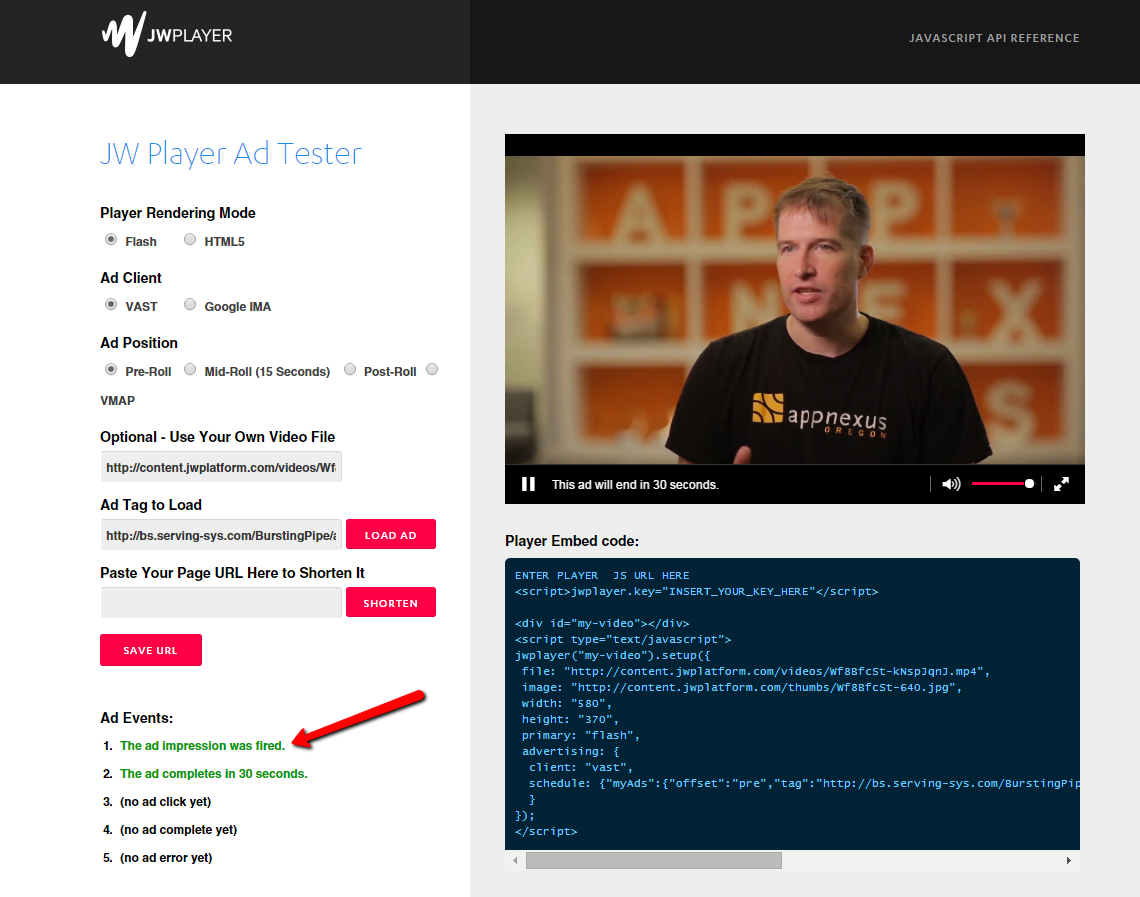 JWPLAYER
JAVASCRIPT API REFERENCE
JW Player Ad Tester
Player Rendering Mode
Flash HTML5
Ad Client
VAST Google IMA
Ad Position
Pre-Roll Mid-Roll (15 Seconds) Post-Roll
VMAP
Optional - Use Your Own Video File
http://content.jwplatform.com/videos/Wf
Ad Tag to Load
http://bs.serving-sys.com/BurstingPipe/a
LOAD AD
Paste Your Page URL Here to Shorten It
SHORTEN
SAVE URL
Ad Events:
1. The ad impression was fired.
2. The ad completes in 30 seconds.
3. (no ad click yet)
4. (no ad complete yet)
5. (no ad error yet)
APP
N EX
S
appnexus
OREGON
This ad will end in 30 seconds.
Player Embed code:
ENTER PLAYER JS URL HERE
<script>jwplayer.key="INSERT_YOUR_KEY_HERE"</script>
<div id="my-video"></div>
<script type="text/javascript">
jwplayer("my-video").setup({
file: "http://content.jwplatform.com/videos/Wf8BfcSt-kNspJqnJ.mp4",
image: "http://content.jwplatform.com/thumbs/Wf8BfcSt-640.jpg",
width: "580",
height: "370",
primary: "flash",
advertising: {
client: "vast",
schedule: {"myAds":{"offset":"pre","tag":"http://bs.serving-sys.com/BurstingPip
}
});
</script>